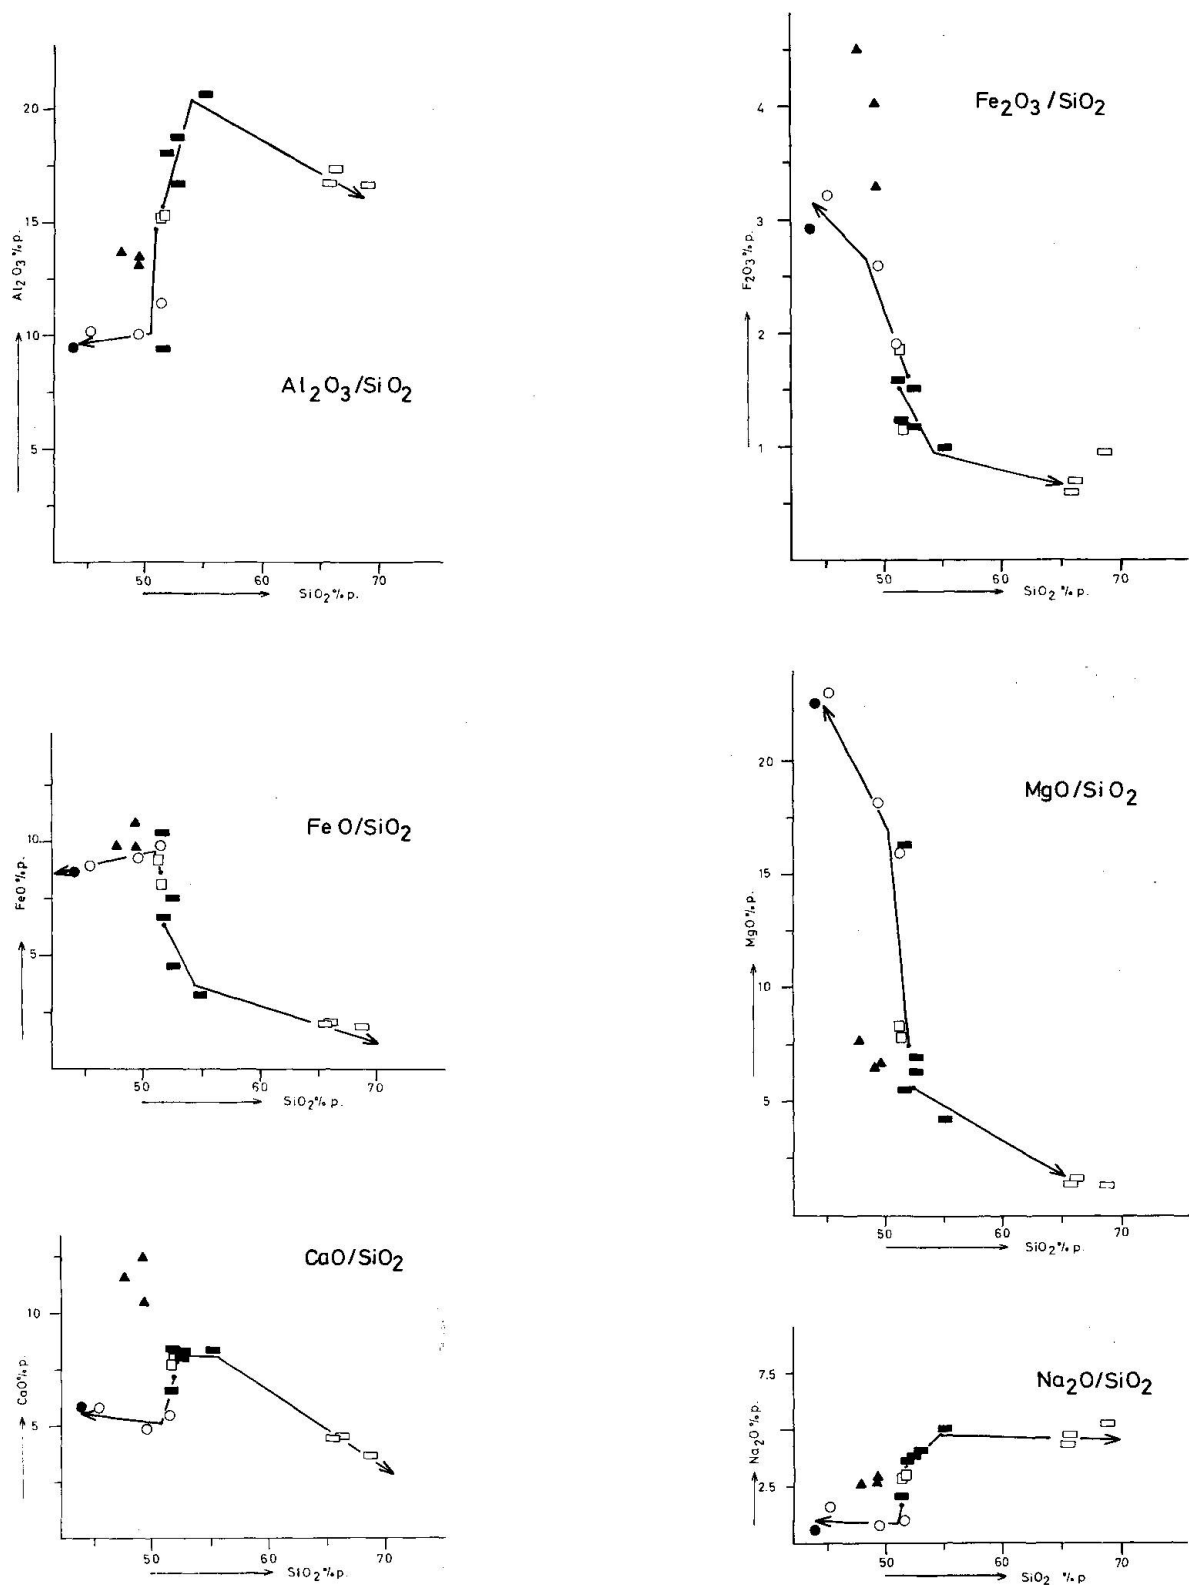 20
15
10
5
Al₂O₃ % p.
Al₂O₃/SiO₂
50
60
70
SiO₂ % p.
4
3
2
1
F₂O₃ % p.
Fe₂O₃/SiO₂
50
60
70
SiO₂ % p.
10
5
FeO % p.
FeO/SiO₂
50
60
70
SiO₂ % p.
20
15
10
5
MgO % p.
MgO/SiO₂
50
60
70
SiO₂ % p.
10
5
CaO % p.
CaO/SiO₂
50
60
70
SiO₂ % p.
7.5
2.5
Na₂O % p.
Na₂O/SiO₂
50
60
70
SiO₂ % p